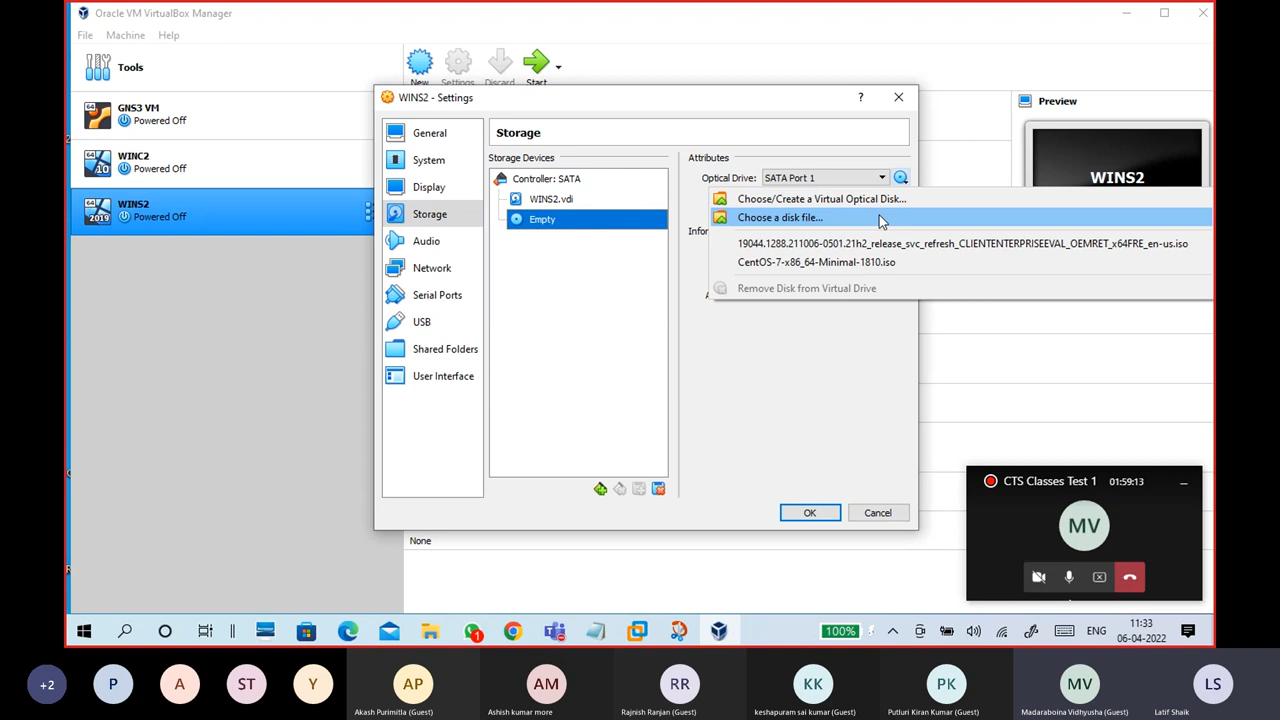 Oracle VM VirtualBox Manager
File Machine Help
Tools
New Settings Discard Start
GNS3 VM
Powered Off
WINC2
Powered Off
WINS2
Powered Off
64
64
10
64
2019
Preview
WINS2
WINS2 - Settings
?
General
System
Display
Storage
Audio
Network
Serial Ports
USB
Shared Folders
User Interface
Storage
Storage Devices
Controller: SATA
WINS2.vdi
Empty
Attributes
Optical Drive: SATA Port 1
Choose/Create a Virtual Optical Disk...
Choose a disk file...
19044.1288.211006-0501.21h2_release_svc_refresh_CLIENTENTERPRISEEVAL_OEMRET_x64FRE_en-us.iso
CentOS-7-x86_64-Minimal-1810.iso
Remove Disk from Virtual Drive
OK Cancel
None
CTS Classes Test 1 01:59:13
MV
1
100%
ENG
11:33
06-04-2022
+2 P A ST Y AP AM RR KK PK MV LS
Akash Purimitla (Guest) Ashish kumar more Rajnish Ranjan (Guest) keshapuram sai kumar (Guest) Putluri Kiran Kumar (Guest) Madaraboina Vidhyusha (Guest) Latif Shaik